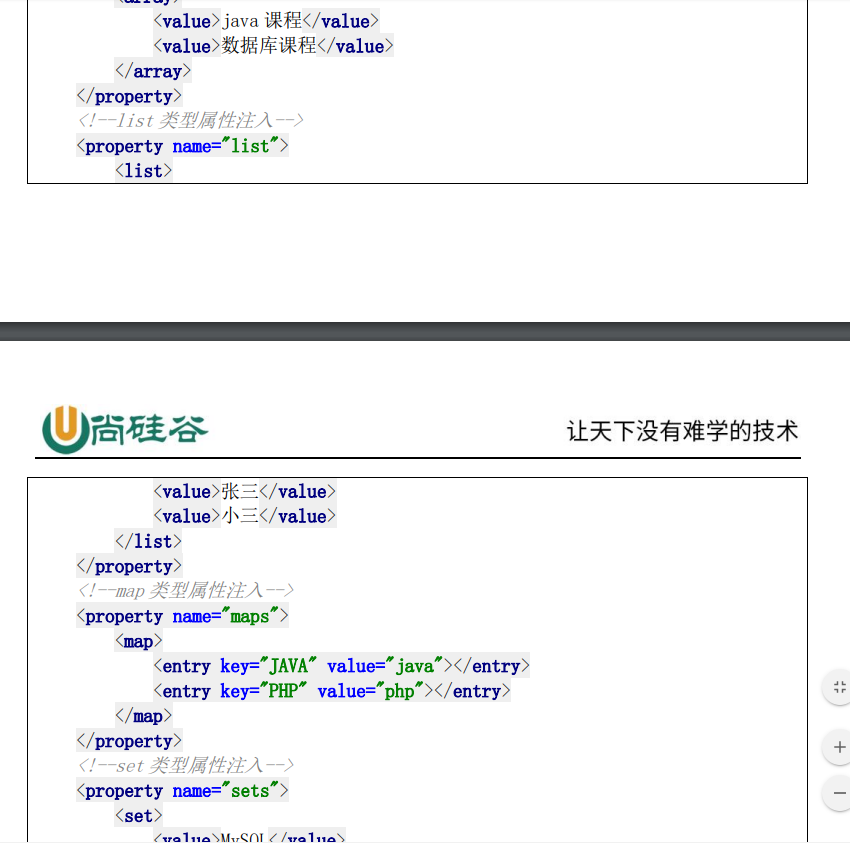 <array>
<value>java 课程</value>
<value>数据库课程</value>
</array>
</property>
<!--list 类型属性注入-->
<property name="list">
<list>
尚硅谷
让天下没有难学的技术
<value>张三</value>
<value>小三</value>
</list>
</property>
<!--map 类型属性注入-->
<property name="maps">
<map>
<entry key="JAVA" value="java"></entry>
<entry key="PHP" value="php"></entry>
</map>
</property>
<!--set 类型属性注入-->
<property name="sets">
<set>
<value>MySQL</value>